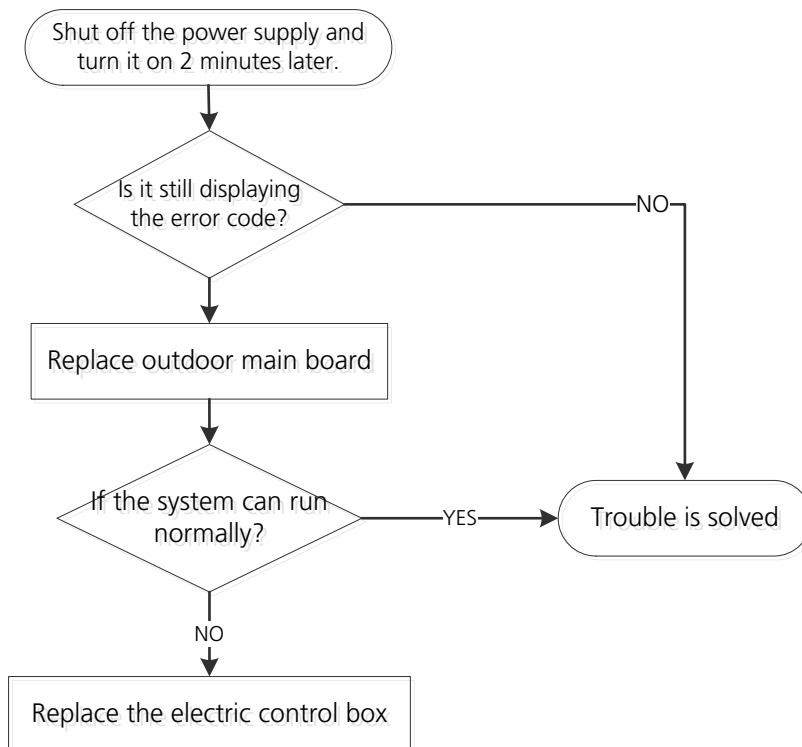 Shut off the power supply and
turn it on 2 minutes later.
Is it still displaying
the error code?
NO
Replace outdoor main board
If the system can run
normally?
YES
Trouble is solved
NO
Replace the electric control box